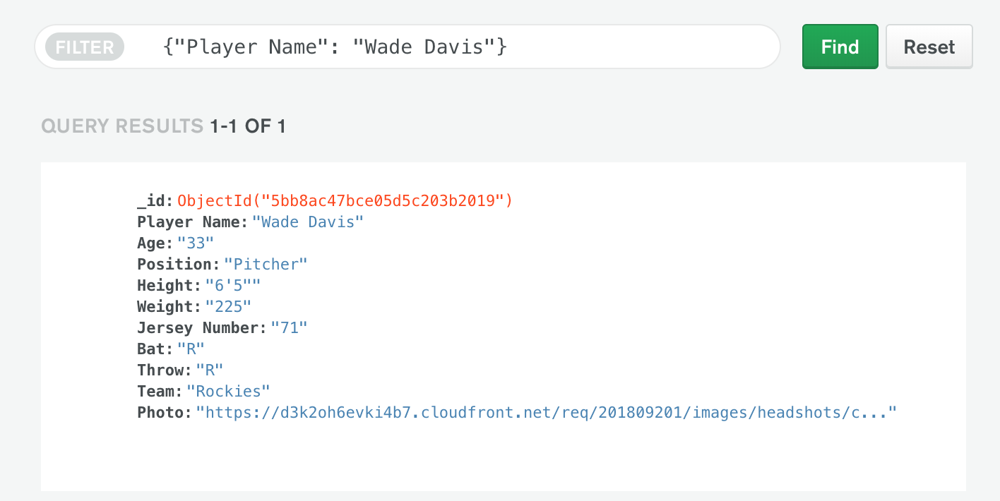 FILTER {"Player Name": "Wade Davis"} Find Reset
QUERY RESULTS 1-1 OF 1
_id: ObjectId("5bb8ac47bce05d5c203b2019")
Player Name: "Wade Davis"
Age: "33"
Position: "Pitcher"
Height: "6'5""
Weight: "225"
Jersey Number: "71"
Bat: "R"
Throw: "R"
Team: "Rockies"
Photo: "https://d3k2oh6evki4b7.cloudfront.net/req/201809201/images/headshots/c..."